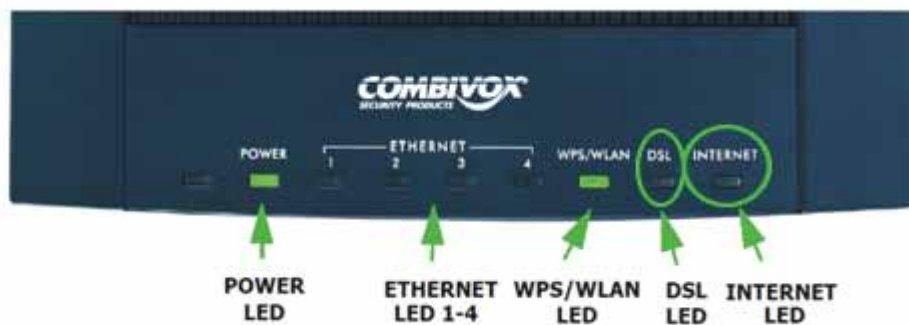 COMBIVOX
SECURITY PRODUCTS
POWER
ETHERNET
1 2 3 4
WPS/WLAN
DSL
INTERNET
POWER
LED
ETHERNET
LED 1-4
WPS/WLAN
LED
DSL
LED
INTERNET
LED